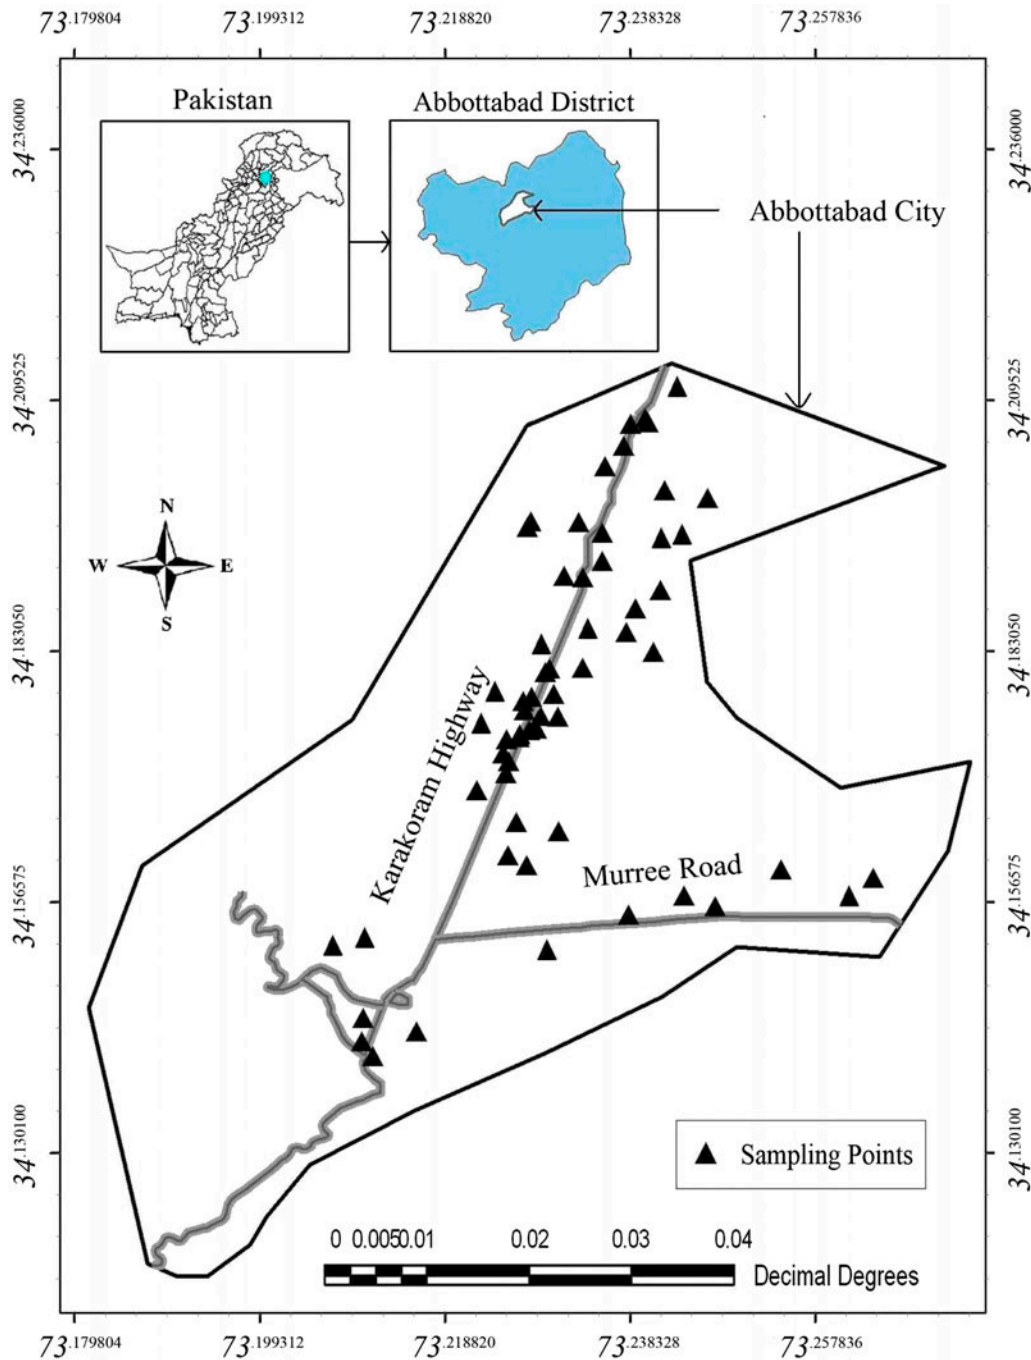 73.179804 73.199312 73.218820 73.238328 73.257836
Pakistan
Abbottabad District
34.236000
34.236000
Abbottabad City
34.209525
34.209525
N
W E
S
34.183050
34.183050
Karakoram Highway
Murree Road
34.156575
34.156575
34.130100
34.130100
Sampling Points
0 0.005 0.01 0.02 0.03 0.04
Decimal Degrees
73.179804 73.199312 73.218820 73.238328 73.257836